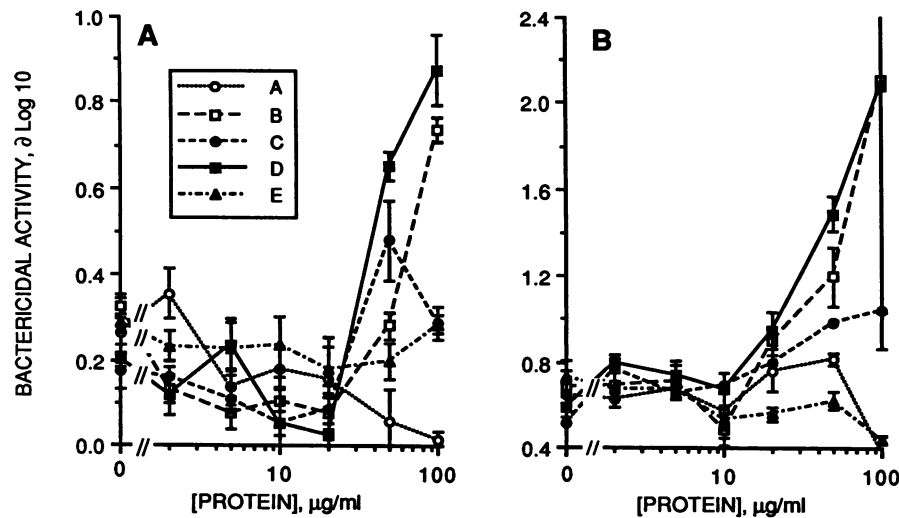 A
B
BACTERICIDAL ACTIVITY, ∂ Log 10
1.0
0.8
0.6
0.4
0.2
0.0
A
B
C
D
E
0
10
100
[PROTEIN], µg/ml
2.4
2.0
1.6
1.2
0.8
0.4
0
10
100
[PROTEIN], µg/ml